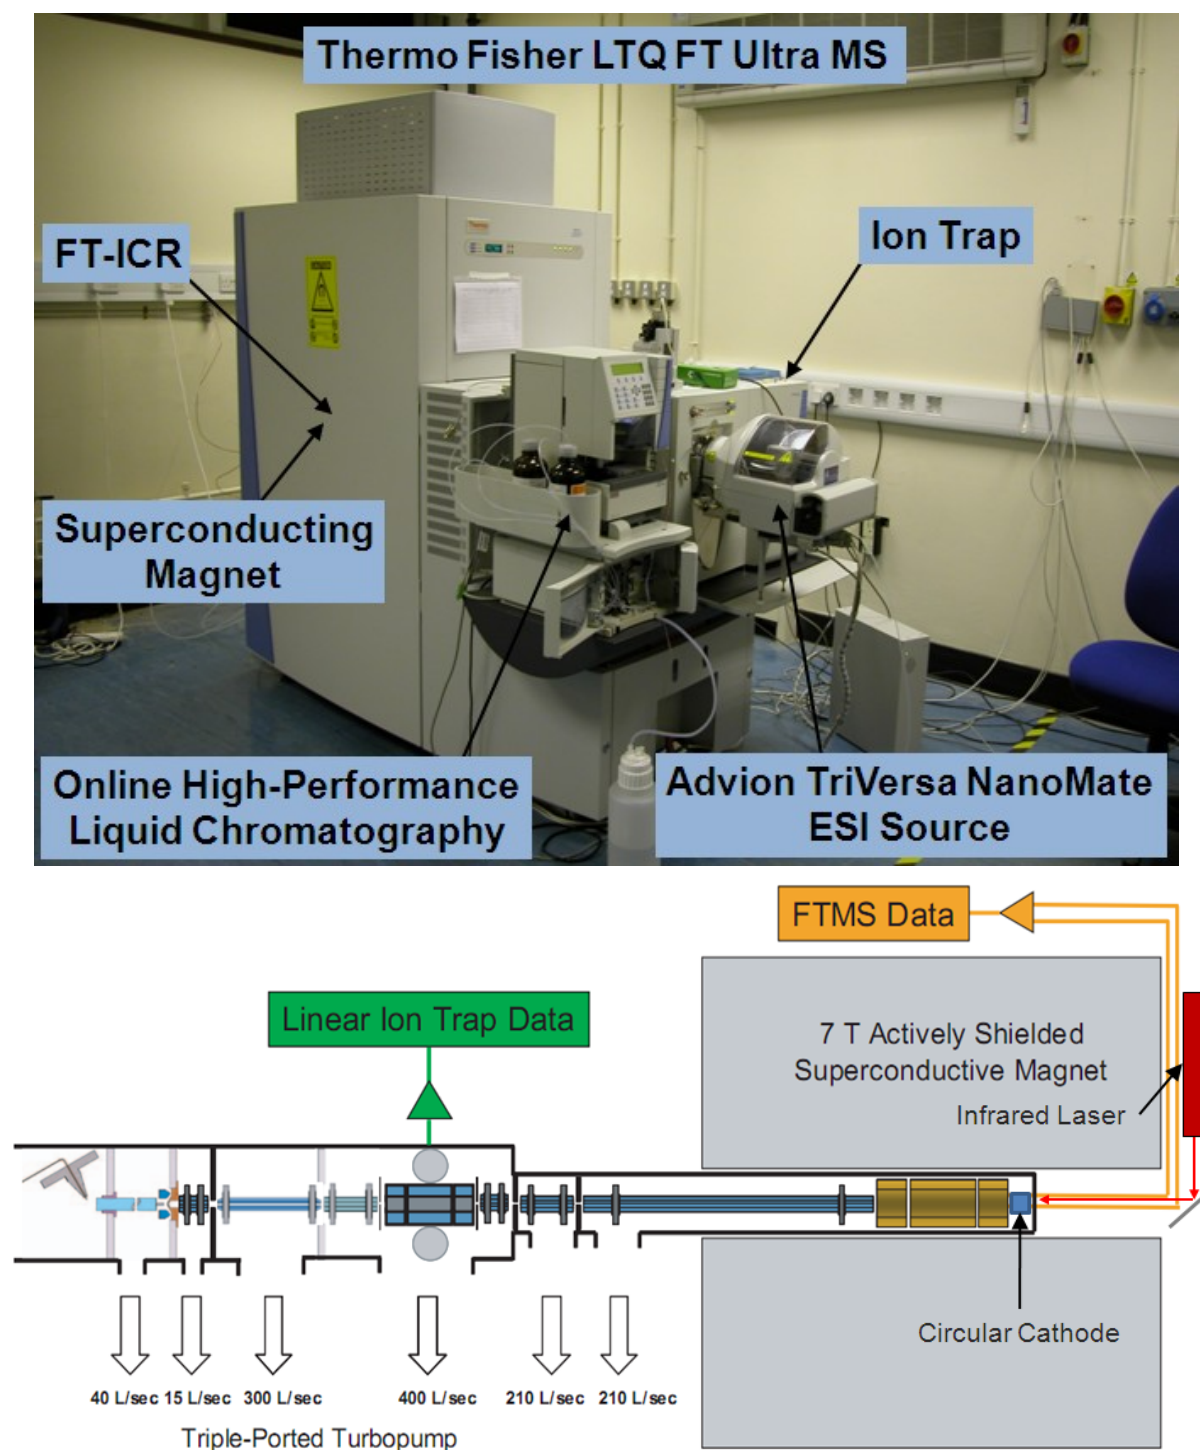 Thermo Fisher LTQ FT Ultra MS
FT-ICR
Ion Trap
Superconducting
Magnet
Online High-Performance
Liquid Chromatography
Advion TriVersa NanoMate
ESI Source
FTMS Data
Linear Ion Trap Data
7 T Actively Shielded
Superconductive Magnet
Infrared Laser
Circular Cathode
40 L/sec 15 L/sec 300 L/sec 400 L/sec 210 L/sec 210 L/sec
Triple-Ported Turbopump